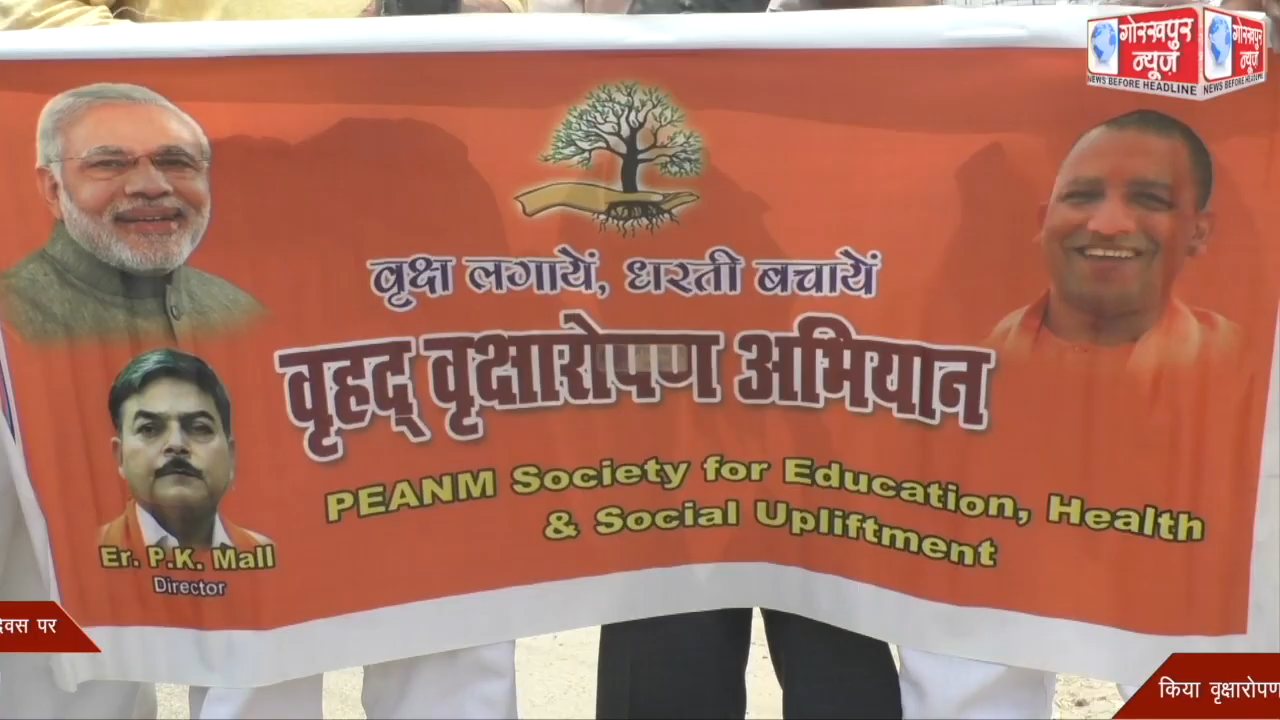 गोरखपुर
न्यूज़
NEWS BEFORE HEADLINE
गोरखपुर
न्यूज़
NEWS BEFORE HEADLINE
वृक्ष लगायें, धरती बचायें
वृहद् वृक्षारोपण अभियान
PEANM Society for Education, Health
& Social Upliftment
Er. P.K. Mall
Director
पर
किया वृक्षारोपण